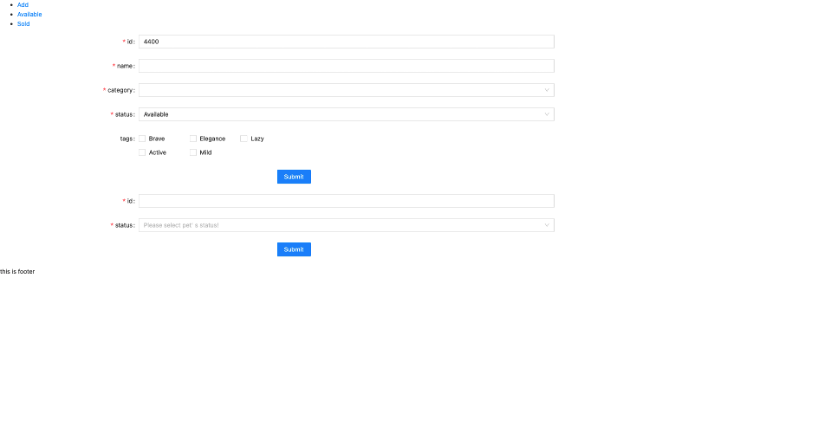 Add
Available
Sold
* id: 4400
* name:
* category:
* status: Available
tags: Brave Elegance Lazy
Active Mild
Submit
* id:
* status: Please select pet' s status!
Submit
this is footer